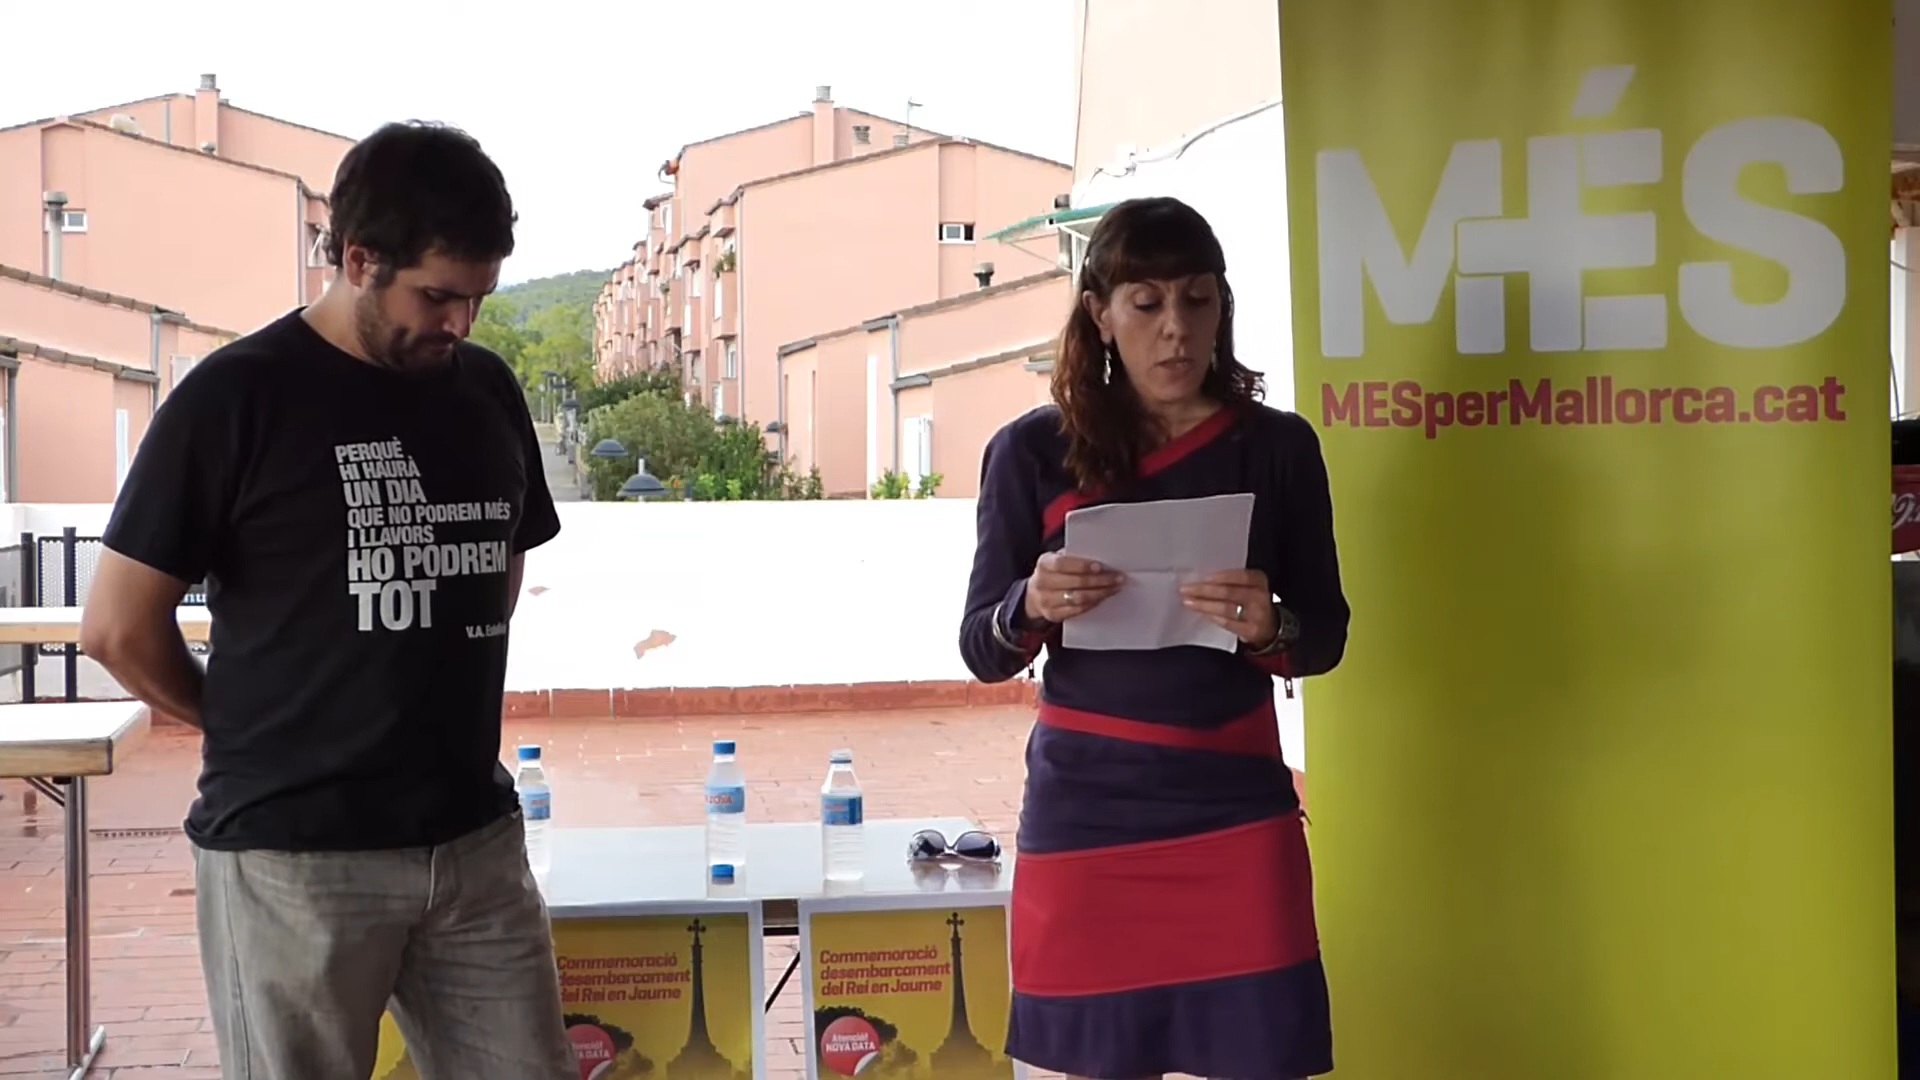 PERQUÈ
HI HAURÀ
UN DIA
QUE NO PODREM MÉS
I LLAVORS
HO PODREM
TOT
V.A.
MÉS
MESperMallorca.cat
Commemoració
desembarcament
del Rei en Jaume
NOVA DATA
Commemoració
desembarcament
del Rei en Jaume
Atenció!
NOVA DATA